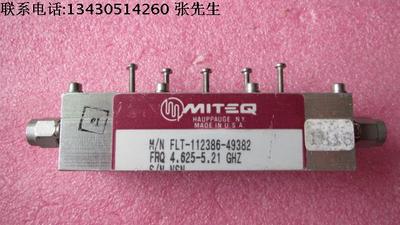 联系电话:13430514260 张先生
MITEQ
HAUPPAUGE N.Y.
MADE IN U.S.A.
M/N FLT-112386-49382
FRQ 4.625-5.21 GHZ
S/N NSN